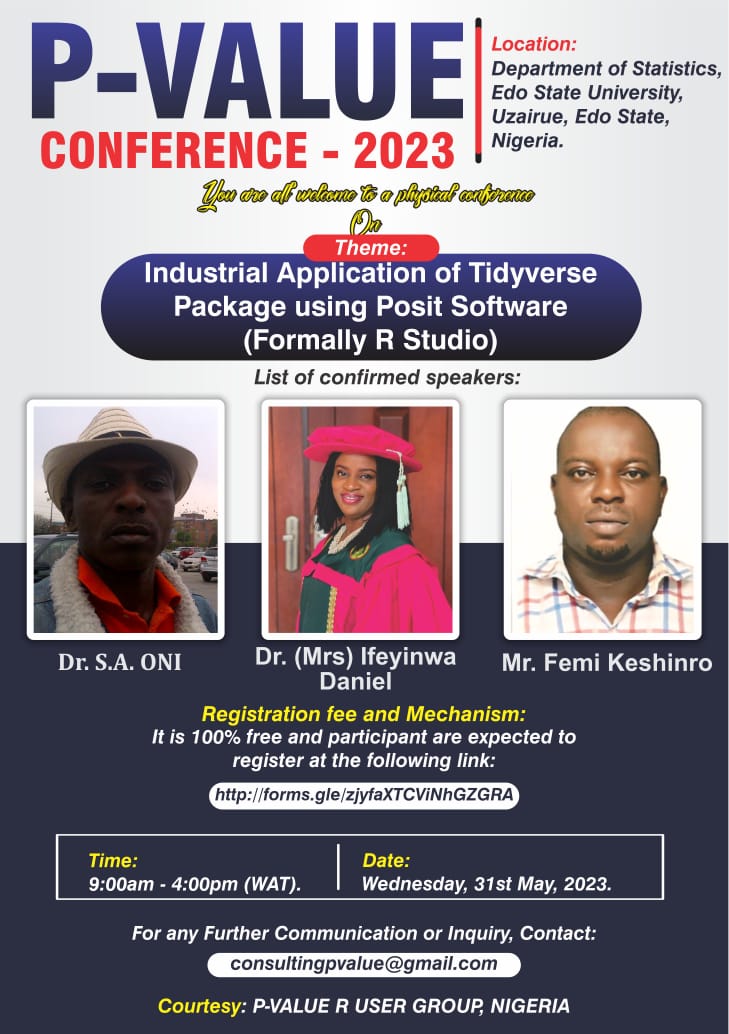 P-VALUE
CONFERENCE - 2023
Location:
Department of Statistics,
Edo State University,
Uzairue, Edo State,
Nigeria.
You are all welcome to a physical conference
On
Theme:
Industrial Application of Tidyverse
Package using Posit Software
(Formally R Studio)
List of confirmed speakers:
Dr. S.A. ONI
Dr. (Mrs) Ifeyinwa
Daniel
Mr. Femi Keshinro
Registration fee and Mechanism:
It is 100% free and participant are expected to
register at the following link:
http://forms.gle/zjyfaXTCViNhGZGRA
Time:
9:00am - 4:00pm (WAT).
Date:
Wednesday, 31st May, 2023.
For any Further Communication or Inquiry, Contact:
consultingpvalue@gmail.com
Courtesy: P-VALUE R USER GROUP, NIGERIA